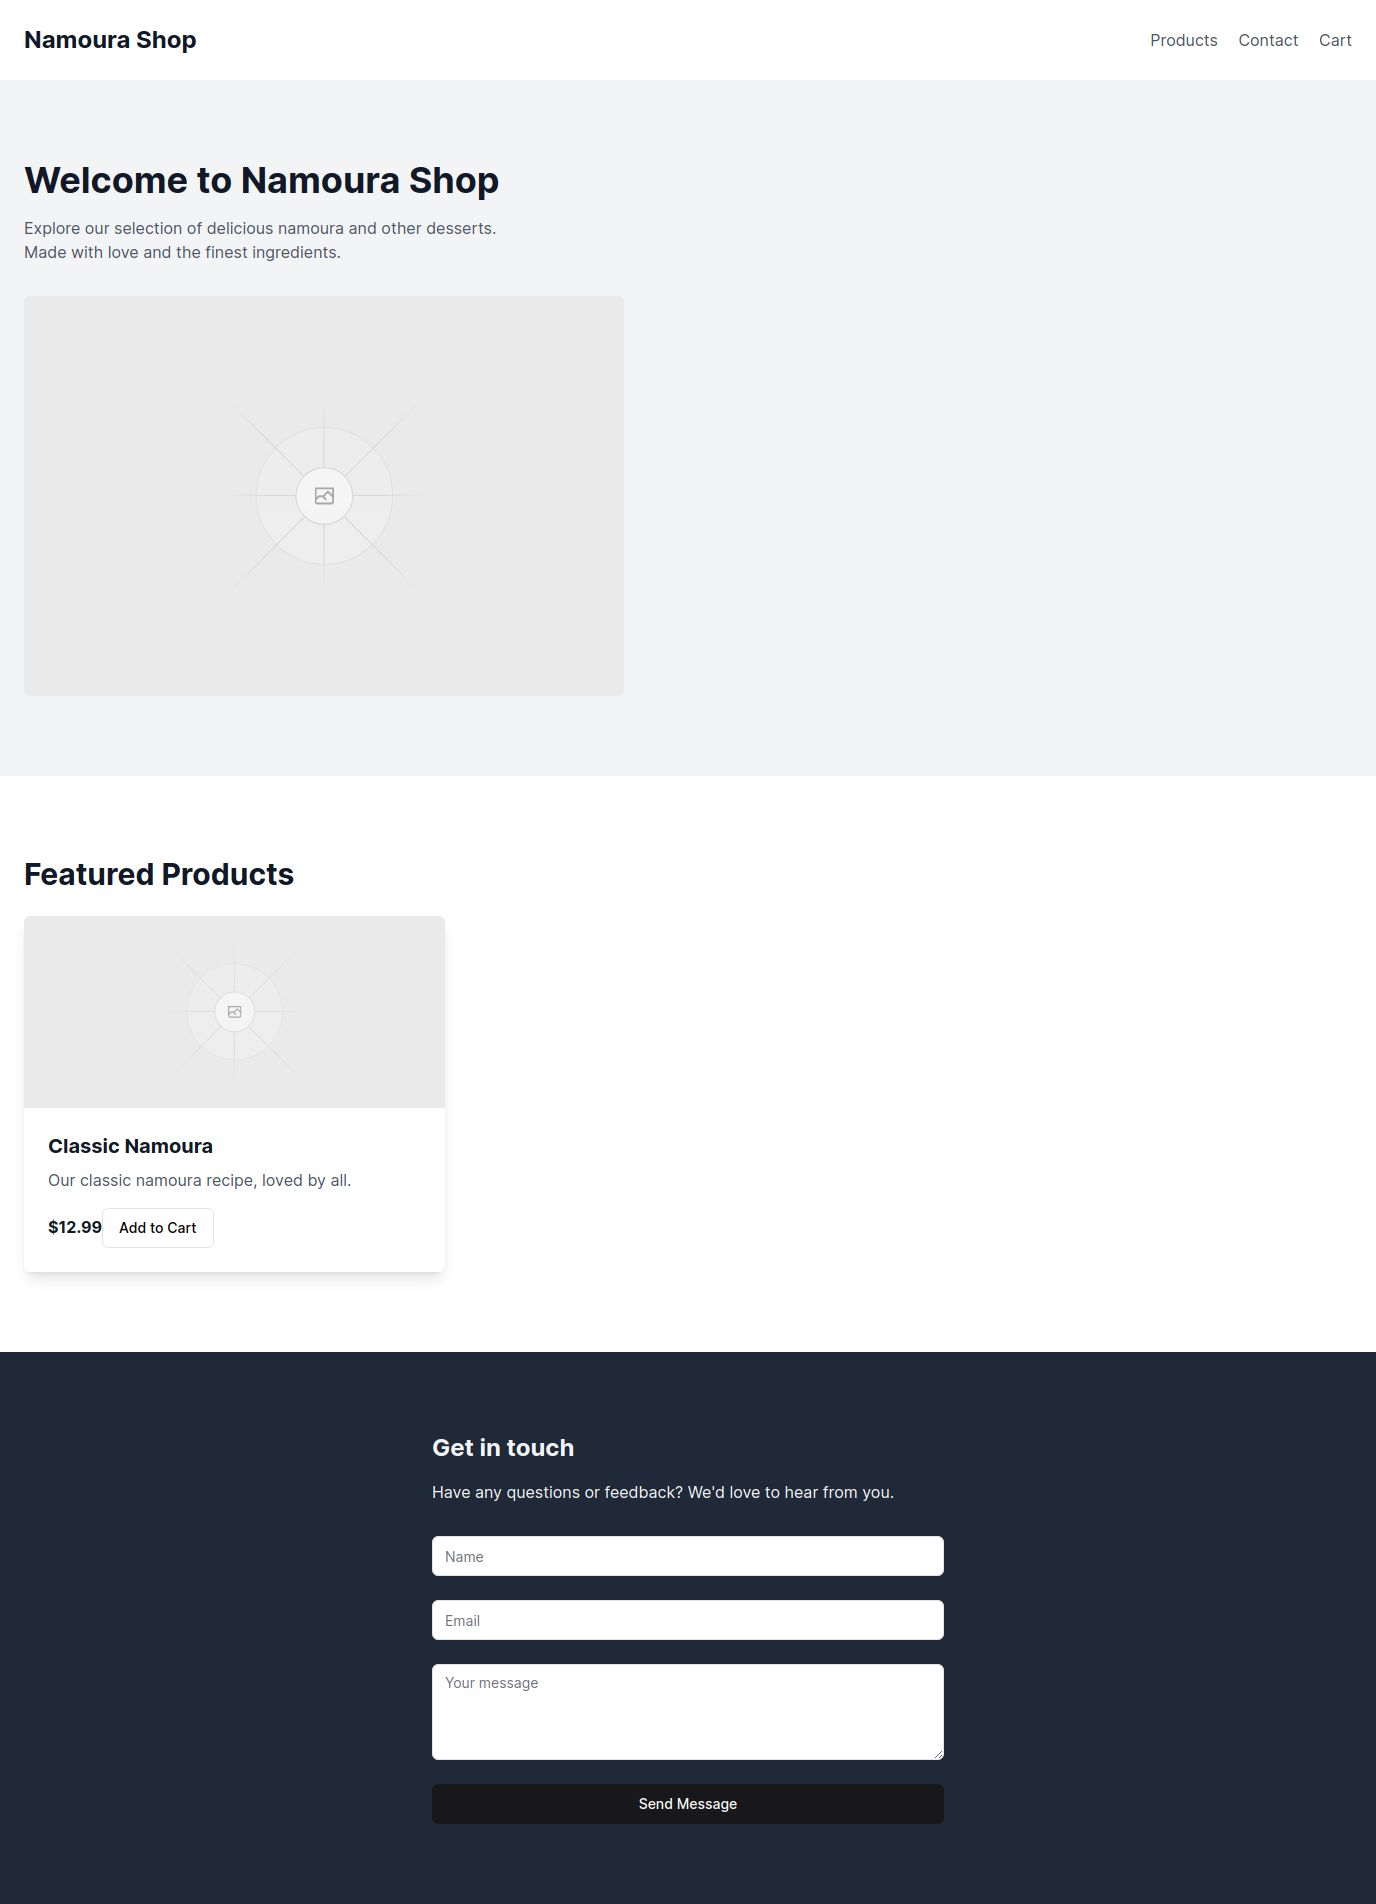 Namoura Shop
Products Contact Cart
Welcome to Namoura Shop
Explore our selection of delicious namoura and other desserts.
Made with love and the finest ingredients.
Featured Products
Classic Namoura
Our classic namoura recipe, loved by all.
$12.99 Add to Cart
Get in touch
Have any questions or feedback? We'd love to hear from you.
Name
Email
Your message
Send Message